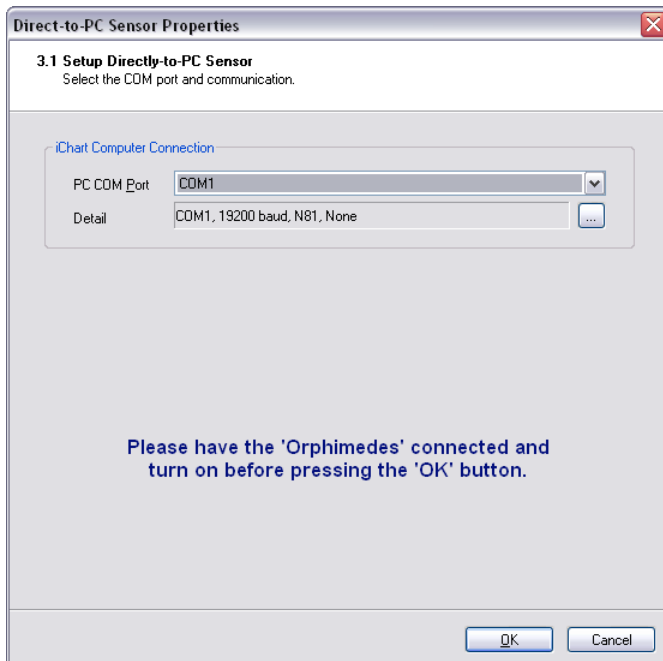 Direct-to-PC Sensor Properties
3.1 Setup Directly-to-PC Sensor
Select the COM port and communication.
iChart Computer Connection
PC COM Port COM1
Detail COM1, 19200 baud, N81, None ...
Please have the 'Orphimedes' connected and
turn on before pressing the 'OK' button.
OK Cancel